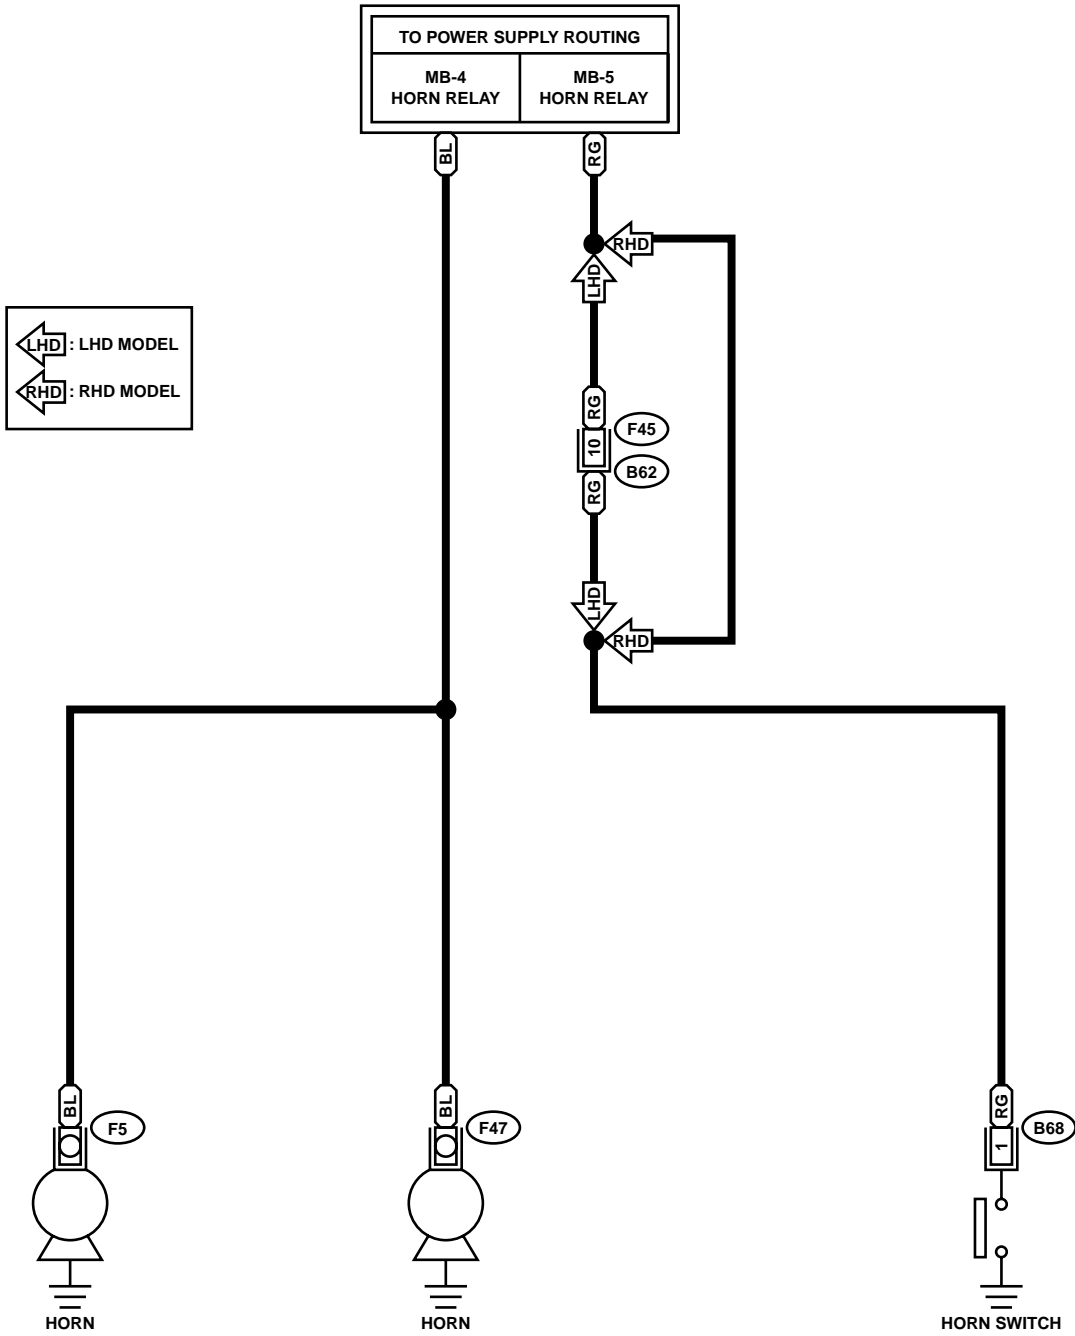 TO POWER SUPPLY ROUTING
MB-4
HORN RELAY
MB-5
HORN RELAY
BL
RG
RHD
LHD
LHD : LHD MODEL
RHD : RHD MODEL
RG
F45
10
B62
RG
LHD
RHD
BL
F5
BL
F47
RG
1
B68
HORN
HORN
HORN SWITCH